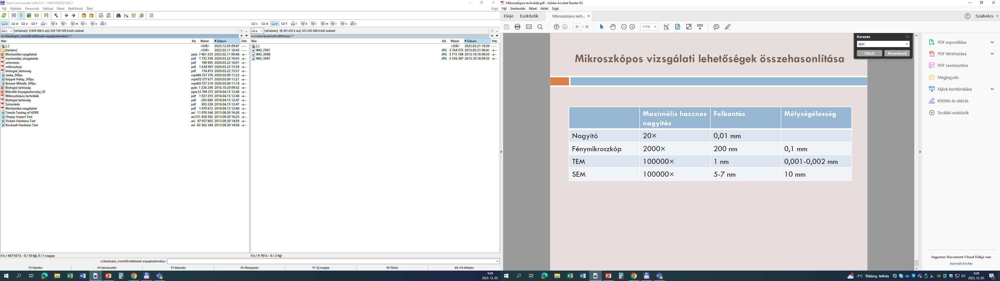 Total Commander (x64) 8.51 - NEM REGISZTRÁLT
Fájl Kijelölés Parancsok Hálózat Nézet Beállítások Start Súgó
c d e f i k l m r v \
c [windows] 8 609 068 k a(z) 249 749 500 k-ból szabad \ ..
c:\!backup\c_ment\Óra\Műszaki anyagtudomány\*.* * ▼
Név Kit. Méret Dátum Attr.
[..] <DIR> 2023.12.05 09:47 ----
[tanterv] <DIR> 2022.02.11 10:43 ----
Mechanikai vzsgálatok pptx 7 461 253 2022.02.11 09:48 -a--
mechanikai_vizsgalatok pdf 1 733 356 2020.03.22 16:03 -a--
szinmeres pdf 190 905 2020.03.22 16:01 -a--
mikroszkop pdf 1 638 997 2020.03.22 15:59 -a--
biologiai_tartossag pdf 174 415 2020.03.22 15:57 -a--
Janka_50fps mp4 49 337 376 2020.03.09 11:22 -a--
Krippel-Pallay_50fps mp4 35 577 671 2020.03.09 11:21 -a--
Brinnel-Mörath_50fps mp4 30 727 319 2020.03.09 11:19 -a--
Biológiai tartósság pptx 1 226 290 2016.10.20 09:32 -a--
Mérnöki Anyagtudomány_01 pptx 12 798 373 2016.04.15 12:49 -a--
Mikroszkópos technikák pdf 1 927 255 2016.04.15 12:48 -a--
Biológiai tartósság pdf 265 669 2016.04.15 12:47 -a--
Színmérés pdf 303 228 2016.04.15 12:47 -a--
Mechanikai vzsgálatok pdf 1 970 612 2016.04.15 12:46 -a--
Tensile Testing of HDPE avi 11 976 546 2015.09.30 16:30 -a--
Charpy Impact Test avi 151 438 592 2015.09.30 16:25 -a--
Vickers Hardness Test avi 87 057 802 2015.09.30 14:59 -a--
Rockwell Hardness Test avi 83 362 344 2015.09.30 14:58 -a--
0 k / 467 937 k - 0 / 18 fájl, 0 / 1 mappa
c d e f i k l m r v \
e [windows] 38 451 220 k a(z) 323 203 068 k-ból szabad \ ..
e:\Józsi\Eszközök\SEM\kép\*.* * ▼
Név Kit. Méret Dátum Attr.
[..] <DIR> 2022.03.21 10:39 ----
IMG_7307 JPG 2 764 573 2015.05.21 06:41 -a--
IMG_3698 JPG 3 715 188 2013.10.18 09:35 -a--
IMG_3697 JPG 3 536 387 2013.10.18 09:35 -a--
0 k / 9 781 k - 0 / 3 fájl
c:\!backup\c_ment\Óra\Műszaki anyagtudomány>
F3 Nézőke F4 Szerkesztés F5 Másolás F6 Áthelyezés F7 Új mappa F8 Törlés Alt+F4 Kilépés
9:49
2023. 12. 05.
Mikroszkópos technikák.pdf - Adobe Acrobat Reader DC
Fájl Szerkesztés Nézet Ablak Súgó
Eleje Eszközök Mikroszkópos tech... × Szabolcs
36 / 36 111%
Keresés
tem
Előző Következő
Mikroszkópos vizsgálati lehetőségek összehasonlítása
Maximális hasznos nagyítás Felbontás Mélységélesség
Nagyító 20× 0,01 mm
Fénymikroszkóp 2000× 200 nm 0,1 mm
TEM 100000× 1 nm 0,001-0,002 mm
SEM 100000× 5-7 nm 10 mm
PDF exportálása
PDF létrehozása
PDF szerkesztése
Megjegyzés
Fájlok kombinálása
Kitöltés és aláírás
További eszközök
Ingyenes Document Cloud fiókja van
Azonnali bővítés
-1°C Többny. felhős
9:49
2023. 12. 05.